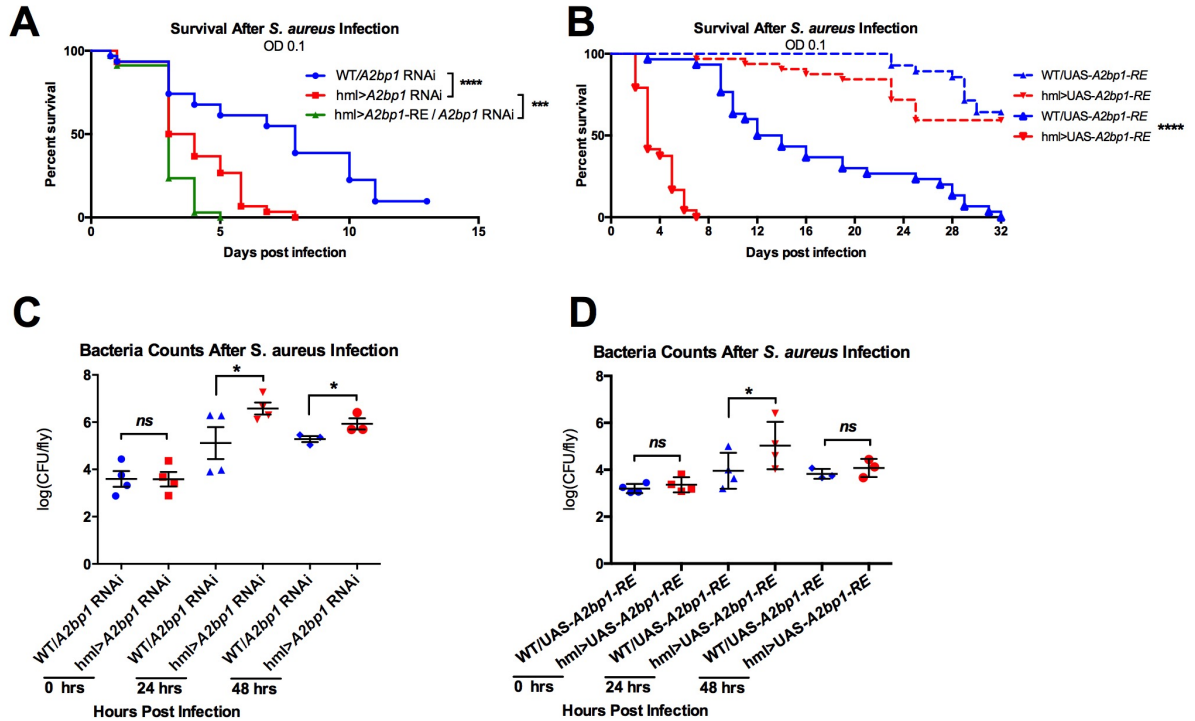 A
Survival After S. aureus Infection
OD 0.1
Percent survival
100
50
0
0 5 10 15
Days post infection
WT/A2bp1 RNAi
hml>A2bp1 RNAi
hml>A2bp1-RE / A2bp1 RNAi
****
***
B
Survival After S. aureus Infection
OD 0.1
Percent survival
100
50
0
0 4 8 12 16 20 24 28 32
Days post infection
WT/UAS-A2bp1-RE
hml>UAS-A2bp1-RE
WT/UAS-A2bp1-RE
hml>UAS-A2bp1-RE
****
C
Bacteria Counts After S. aureus Infection
log(CFU/fly)
8
6
4
2
0
ns
*
*
WT/A2bp1 RNAi
hml>A2bp1 RNAi
WT/A2bp1 RNAi
hml>A2bp1 RNAi
WT/A2bp1 RNAi
hml>A2bp1 RNAi
0 hrs
24 hrs
48 hrs
Hours Post Infection
D
Bacteria Counts After S. aureus Infection
log(CFU/fly)
8
6
4
2
0
ns
*
ns
WT/UAS-A2bp1-RE
hml>UAS-A2bp1-RE
WT/UAS-A2bp1-RE
hml>UAS-A2bp1-RE
WT/UAS-A2bp1-RE
hml>UAS-A2bp1-RE
0 hrs
24 hrs
48 hrs
Hours Post Infection